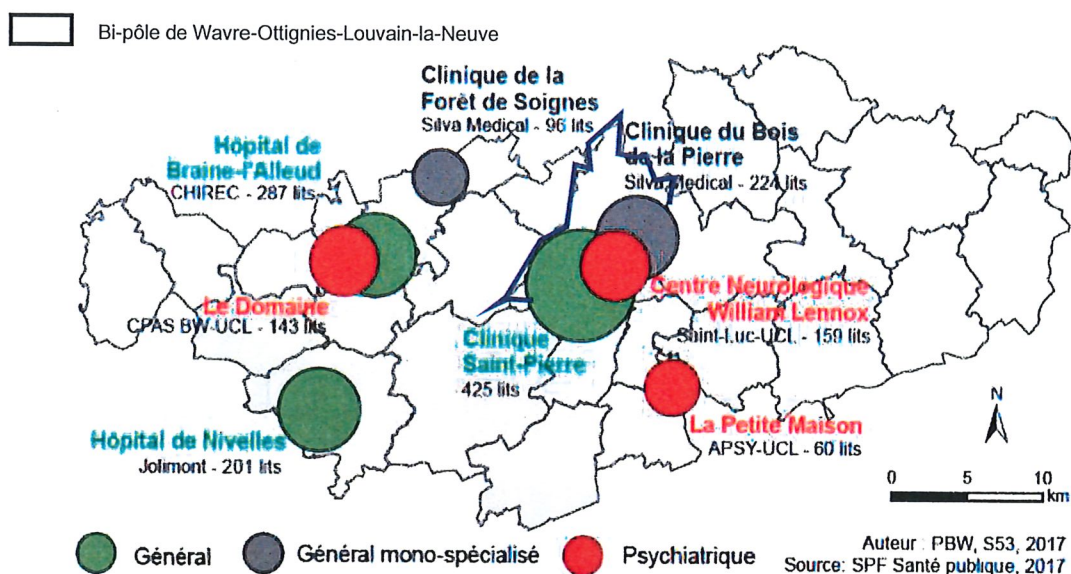 Bi-pôle de Wavre-Ottignies-Louvain-la-Neuve
Clinique de la
Forêt de Soignes
Silva Medical - 96 lits
Clinique du Bois
de la Pierre
Silva Medical - 224 lits
Hôpital de
Braine-l'Alleud
CHIREC - 287 lits
Le Domaine
CPAS BW-UCL - 143 lits
Centre Neurologique
William Lennox
Saint-Luc-UCL - 159 lits
Clinique
Saint-Pierre
425 lits
La Petite Maison
APSY-UCL - 60 lits
Hôpital de Nivelles
Jolimont - 201 lits
N
0 5 10
km
Général
Général mono-spécialisé
Psychiatrique
Auteur : PBW, S53, 2017
Source: SPF Santé publique, 2017